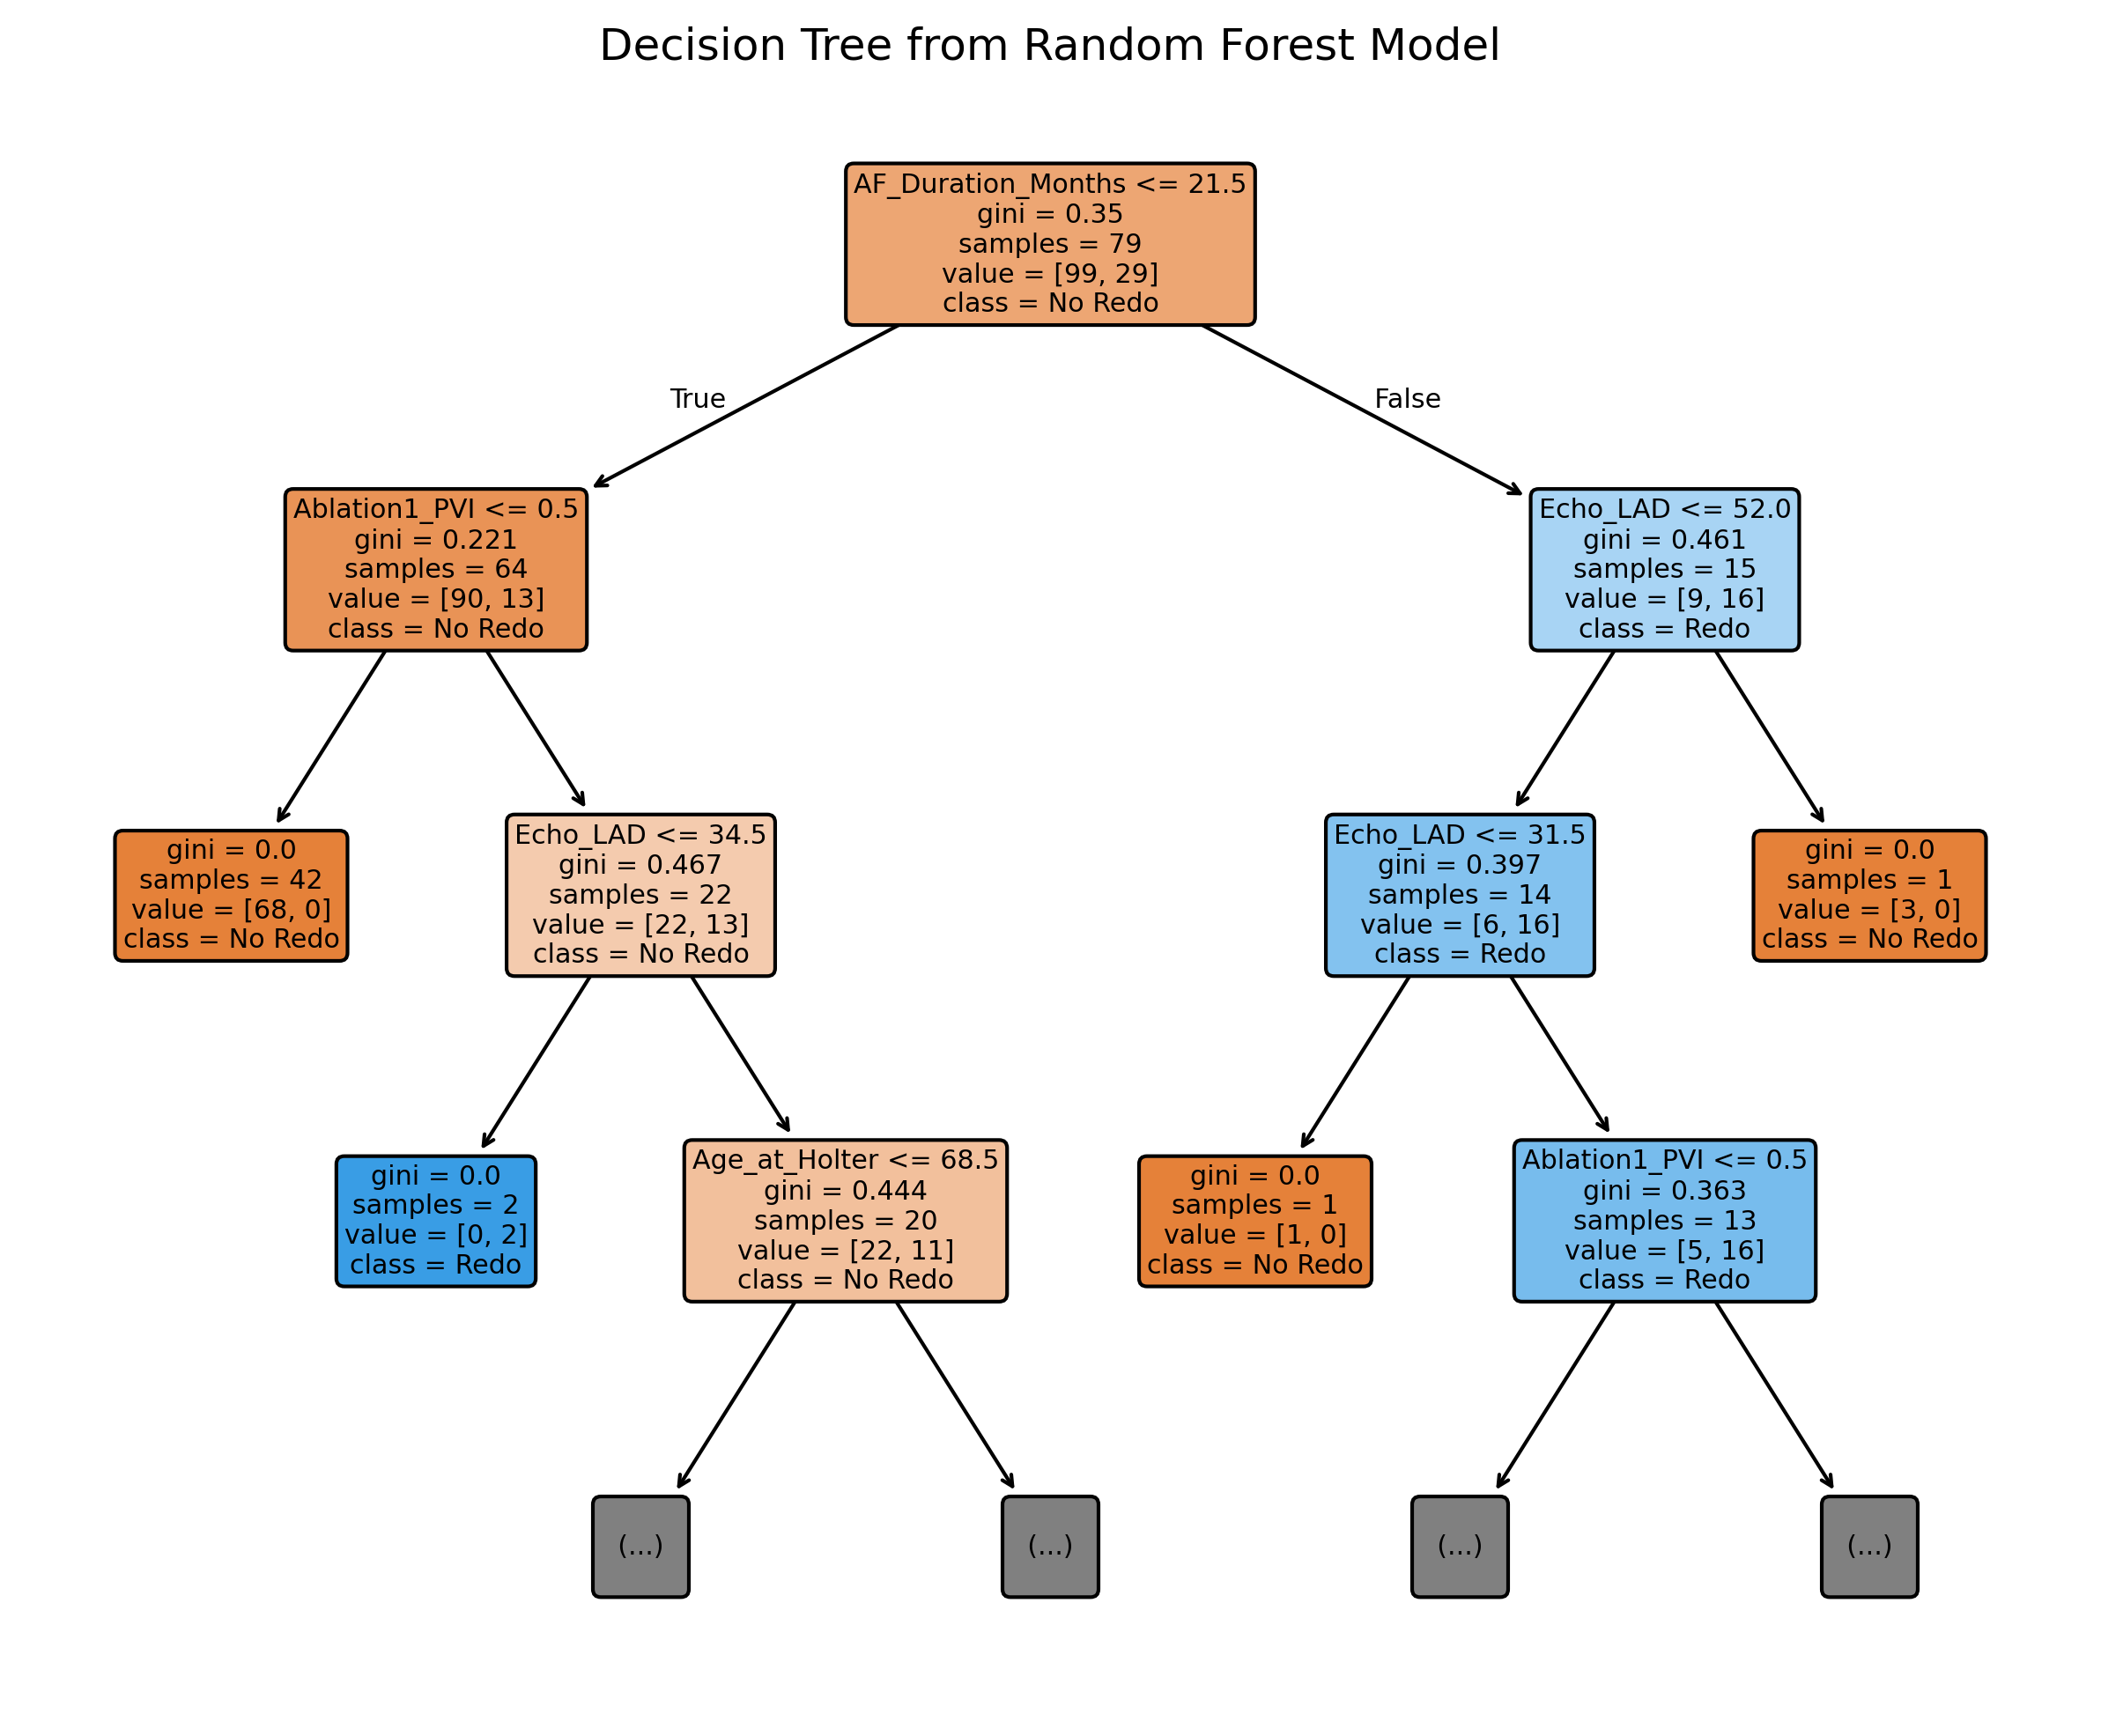 Decision Tree from Random Forest Model
AF_Duration_Months <= 21.5
gini = 0.35
samples = 79
value = [99, 29]
class = No Redo
True
False
Ablation1_PVI <= 0.5
gini = 0.221
samples = 64
value = [90, 13]
class = No Redo
Echo_LAD <= 52.0
gini = 0.461
samples = 15
value = [9, 16]
class = Redo
gini = 0.0
samples = 42
value = [68, 0]
class = No Redo
Echo_LAD <= 34.5
gini = 0.467
samples = 22
value = [22, 13]
class = No Redo
Echo_LAD <= 31.5
gini = 0.397
samples = 14
value = [6, 16]
class = Redo
gini = 0.0
samples = 1
value = [3, 0]
class = No Redo
gini = 0.0
samples = 2
value = [0, 2]
class = Redo
Age_at_Holter <= 68.5
gini = 0.444
samples = 20
value = [22, 11]
class = No Redo
gini = 0.0
samples = 1
value = [1, 0]
class = No Redo
Ablation1_PVI <= 0.5
gini = 0.363
samples = 13
value = [5, 16]
class = Redo
(...)
(...)
(...)
(...)